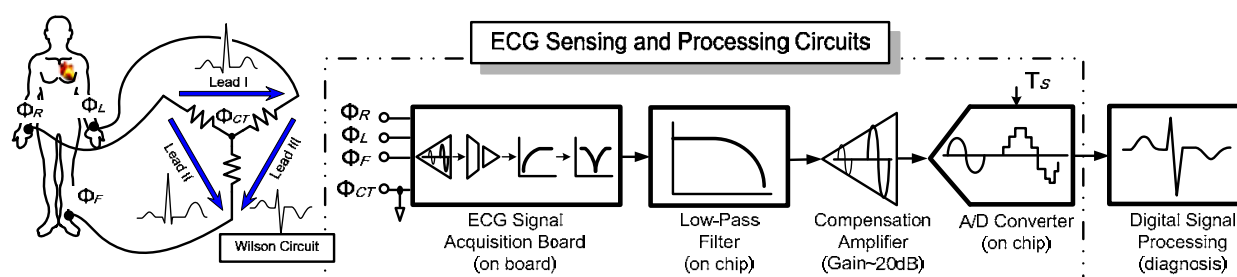 ECG Sensing and Processing Circuits
Lead I
ΦR
ΦL
ΦCT
Lead II
Lead III
ΦF
Wilson Circuit
ΦR
ΦL
ΦF
ΦCT
TS
ECG Signal
Acquisition Board
(on board)
Low-Pass
Filter
(on chip)
Compensation
Amplifier
(Gain~20dB)
A/D Converter
(on chip)
Digital Signal
Processing
(diagnosis)